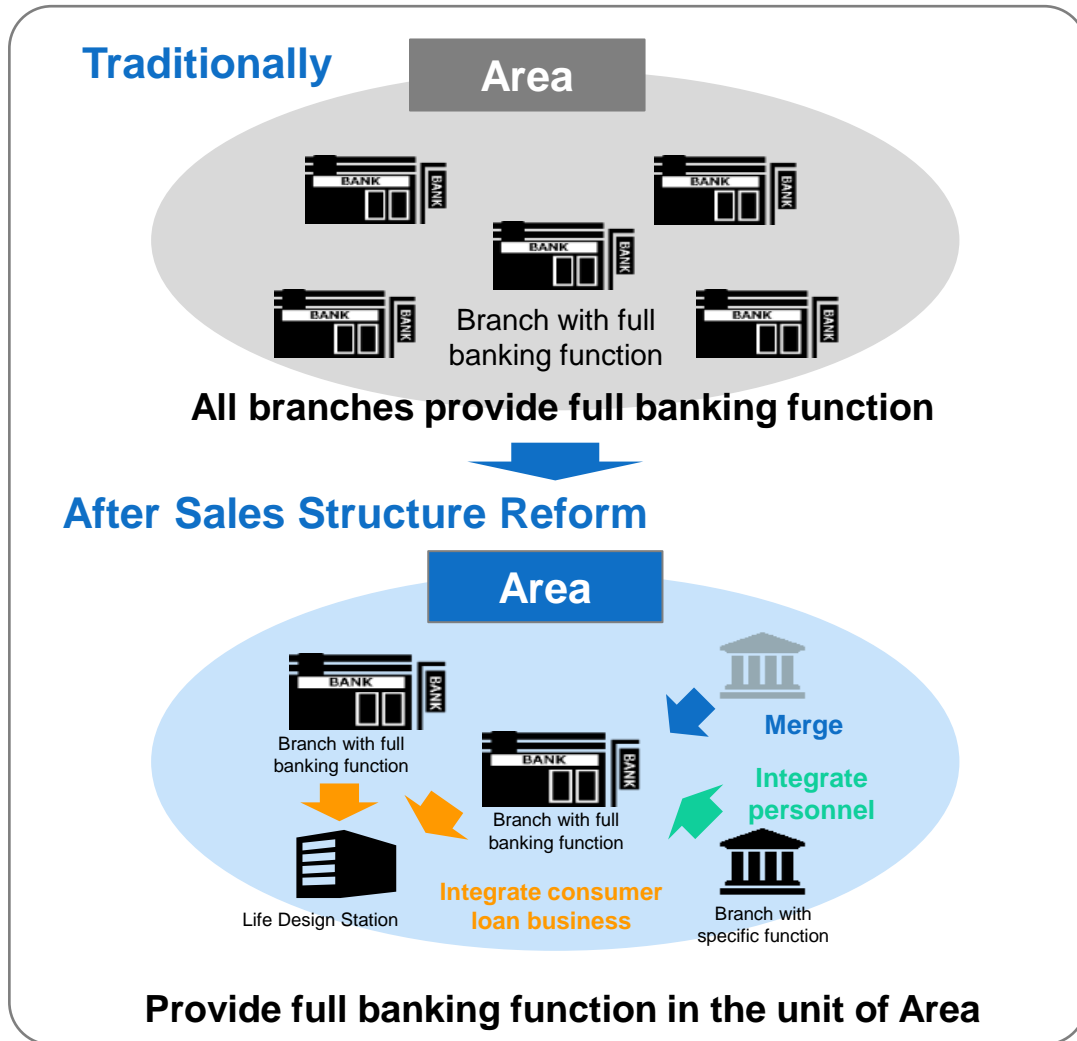 Traditionally
Area
BANK
BANK
BANK
BANK
BANK
BANK
BANK
BANK
BANK
BANK
Branch with full
banking function
All branches provide full banking function
After Sales Structure Reform
Area
BANK
BANK
Branch with full
banking function
Merge
BANK
BANK
Branch with full
banking function
Integrate
personnel
Life Design Station
Integrate consumer
loan business
Branch with
specific function
Provide full banking function in the unit of Area